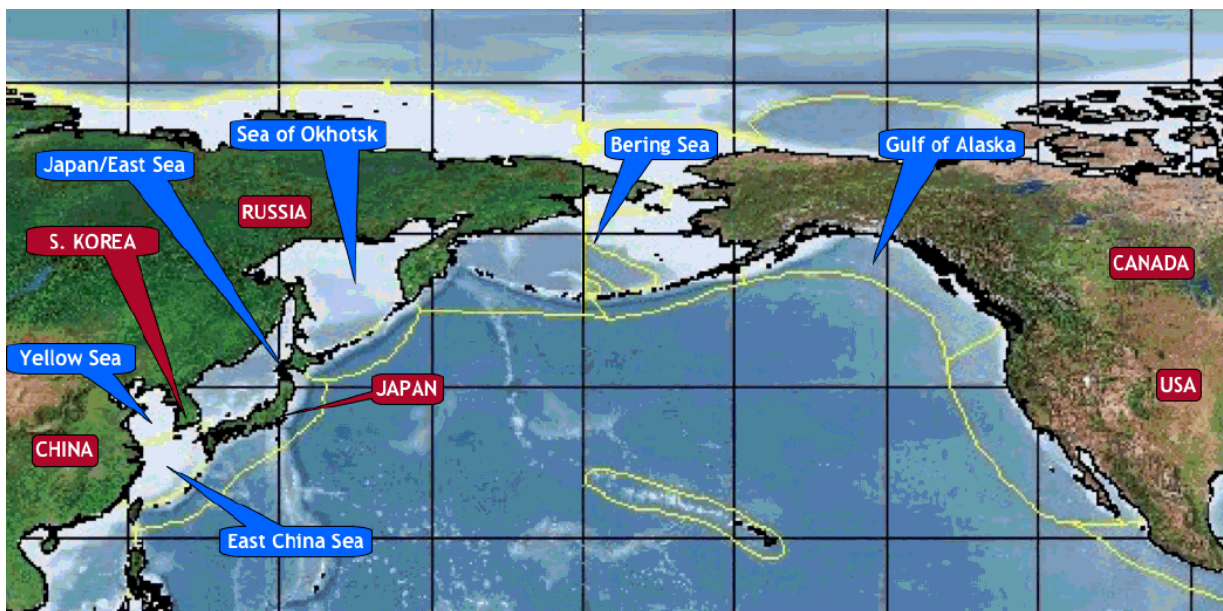 Sea of Okhotsk
Bering Sea
Gulf of Alaska
Japan/East Sea
RUSSIA
S. KOREA
CANADA
Yellow Sea
JAPAN
USA
CHINA
East China Sea